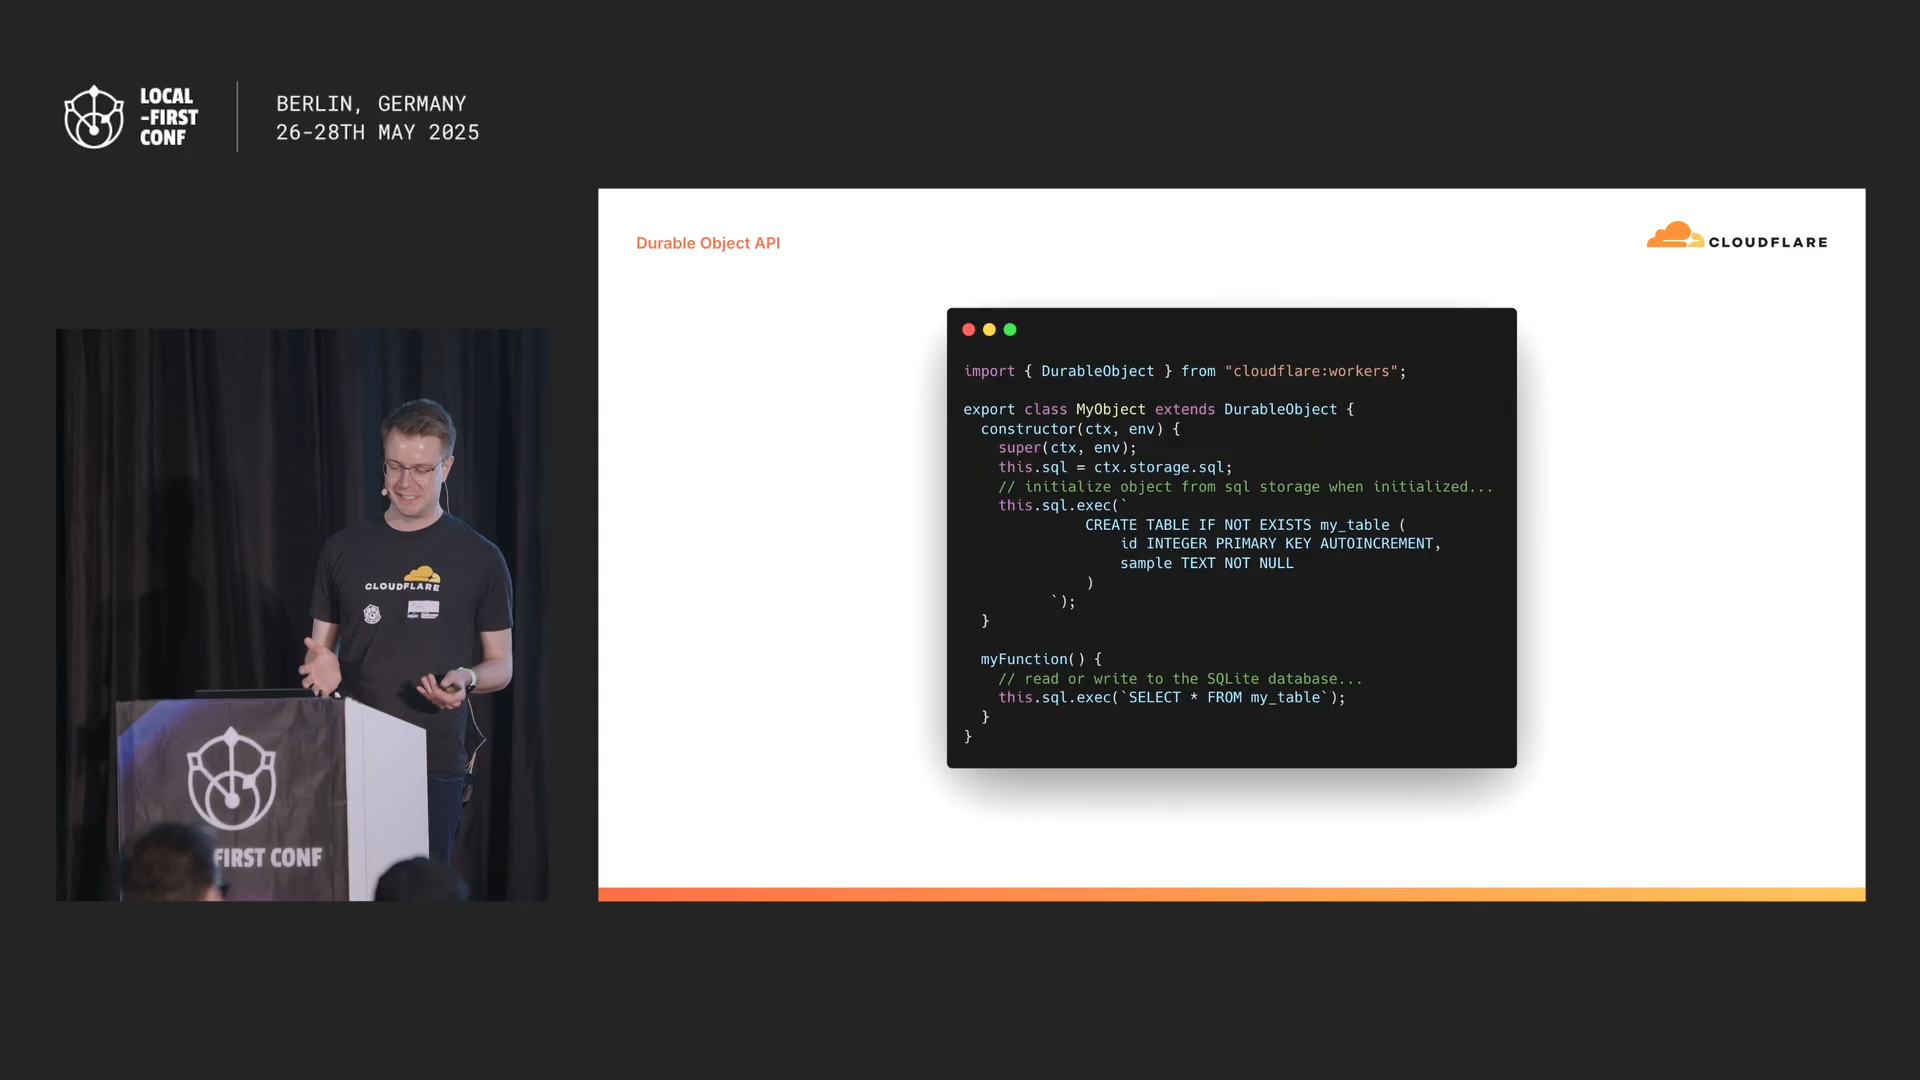 LOCAL
-FIRST
CONF
BERLIN, GERMANY
26-28TH MAY 2025
Durable Object API
CLOUDFLARE
import { DurableObject } from "cloudflare:workers";
export class MyObject extends DurableObject {
constructor(ctx, env) {
super(ctx, env);
this.sql = ctx.storage.sql;
// initialize object from sql storage when initialized...
this.sql.exec(`
CREATE TABLE IF NOT EXISTS my_table (
id INTEGER PRIMARY KEY AUTOINCREMENT,
sample TEXT NOT NULL
)
`);
}
myFunction() {
// read or write to the SQLite database...
this.sql.exec(`SELECT * FROM my_table`);
}
}
CLOUDFLARE
FIRST CONF